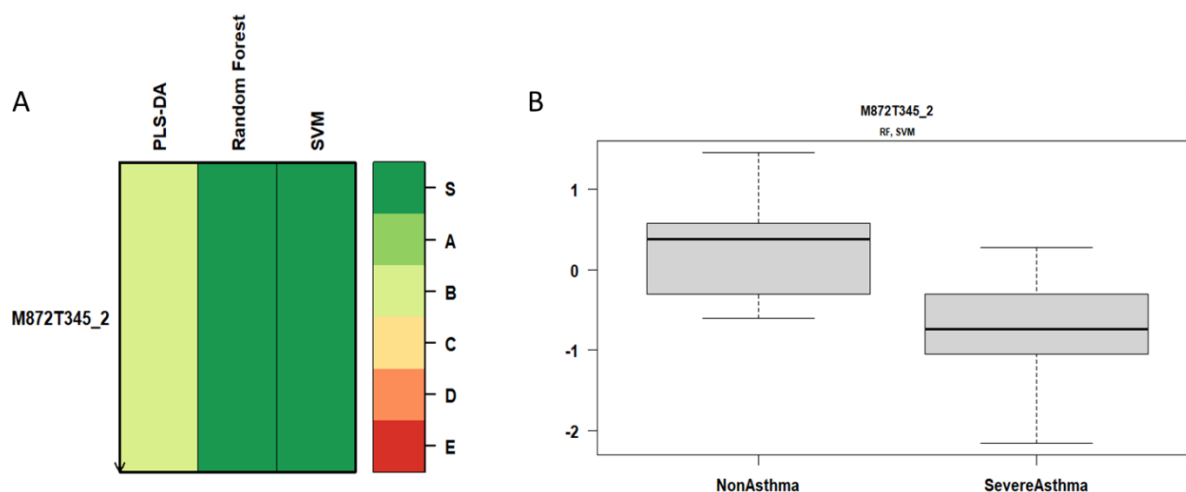 A
PLS-DA
Random Forest
SVM
M872T345_2
S
A
B
C
D
E
B
M872T345_2
RF, SVM
1
0
-1
-2
NonAsthma
SevereAsthma